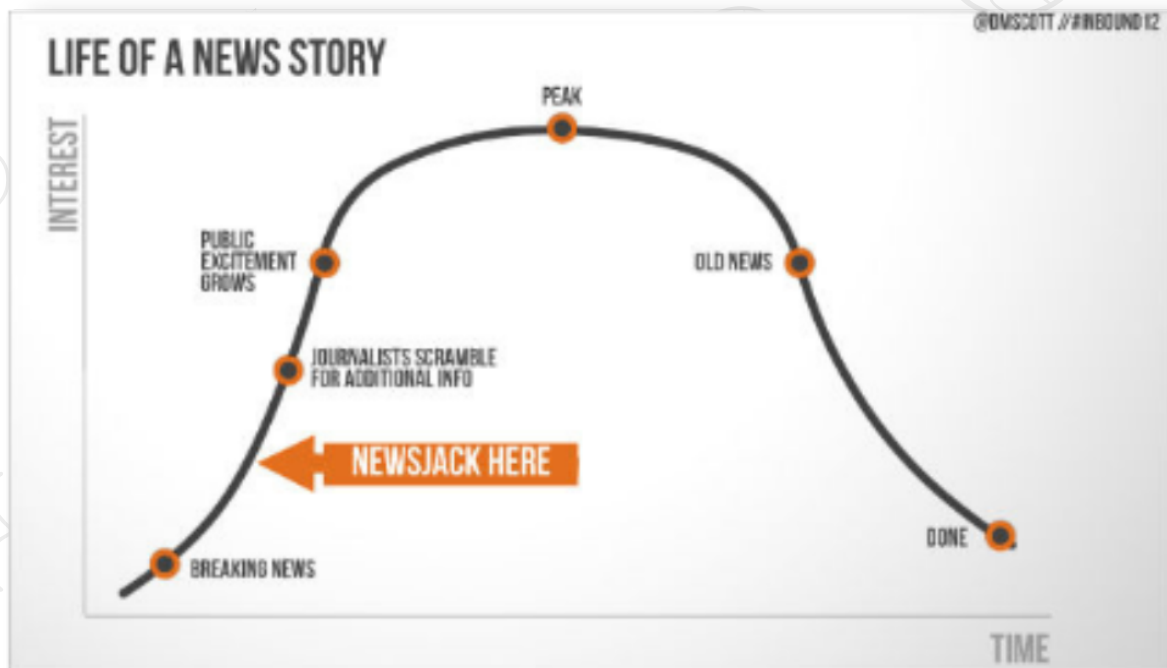 @DMSCOTT //#INBOUND12
LIFE OF A NEWS STORY
PEAK
INTEREST
PUBLIC
EXCITEMENT
GROWS
OLD NEWS
JOURNALISTS SCRAMBLE
FOR ADDITIONAL INFO
NEWSJACK HERE
DONE
BREAKING NEWS
TIME